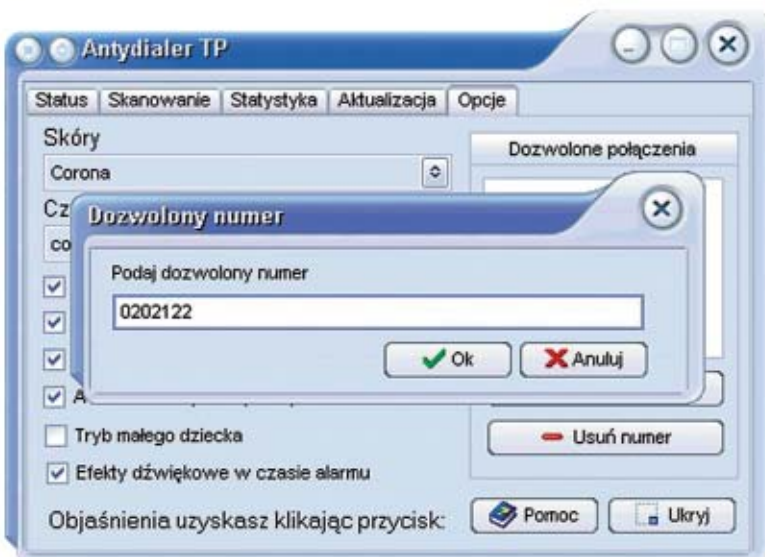 Antydialer TP
Status Skanowanie Statystyka Aktualizacja Opcje
Skóry
Dozwolone połączenia
Corona
Dozwolony numer
Podaj dozwolony numer
0202122
Ok Anuluj
Tryb małego dziecka
Usuń numer
Efekty dźwiękowe w czasie alarmu
Objaśnienia uzyskasz klikając przycisk: Pomoc Ukryj